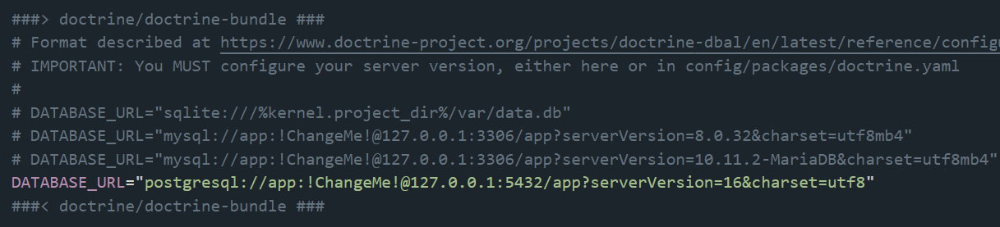 ###> doctrine/doctrine-bundle ###
# Format described at https://www.doctrine-project.org/projects/doctrine-dbal/en/latest/reference/configu
# IMPORTANT: You MUST configure your server version, either here or in config/packages/doctrine.yaml
#
# DATABASE_URL="sqlite:///%kernel.project_dir%/var/data.db"
# DATABASE_URL="mysql://app:!ChangeMe!@127.0.0.1:3306/app?serverVersion=8.0.32&charset=utf8mb4"
# DATABASE_URL="mysql://app:!ChangeMe!@127.0.0.1:3306/app?serverVersion=10.11.2-MariaDB&charset=utf8mb4"
DATABASE_URL="postgresql://app:!ChangeMe!@127.0.0.1:5432/app?serverVersion=16&charset=utf8"
###< doctrine/doctrine-bundle ###